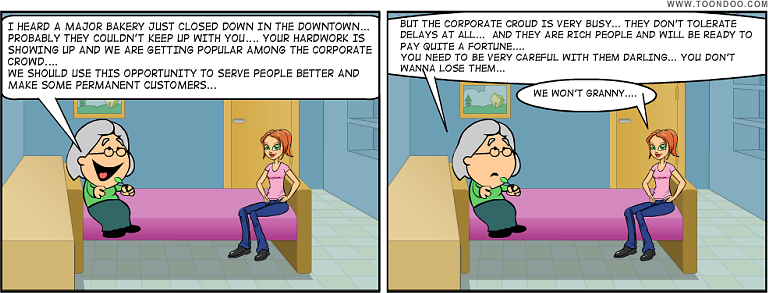 WWW.TOONDOO.COM
I HEARD A MAJOR BAKERY JUST CLOSED DOWN IN THE DOWNTOWN...
PROBABLY THEY COULDN'T KEEP UP WITH YOU.... YOUR HARDWORK IS
SHOWING UP AND WE ARE GETTING POPULAR AMONG THE CORPORATE
CROWD....
WE SHOULD USE THIS OPPORTUNITY TO SERVE PEOPLE BETTER AND
MAKE SOME PERMANENT CUSTOMERS...
BUT THE CORPORATE CROUD IS VERY BUSY... THEY DON'T TOLERATE
DELAYS AT ALL... AND THEY ARE RICH PEOPLE AND WILL BE READY TO
PAY QUITE A FORTUNE....
YOU NEED TO BE VERY CAREFUL WITH THEM DARLING... YOU DON'T
WANNA LOSE THEM...
WE WON'T GRANNY....